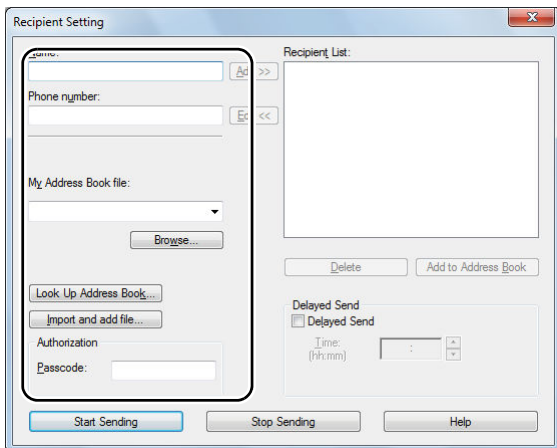 Recipient Setting
Name:
Add >>
Phone number:
Edit <<
My Address Book file:
Browse...
Look Up Address Book...
Import and add file...
Authorization
Passcode:
Recipient List:
Delete
Add to Address Book
Delayed Send
Delayed Send
Time:
(hh:mm)
:
Start Sending
Stop Sending
Help